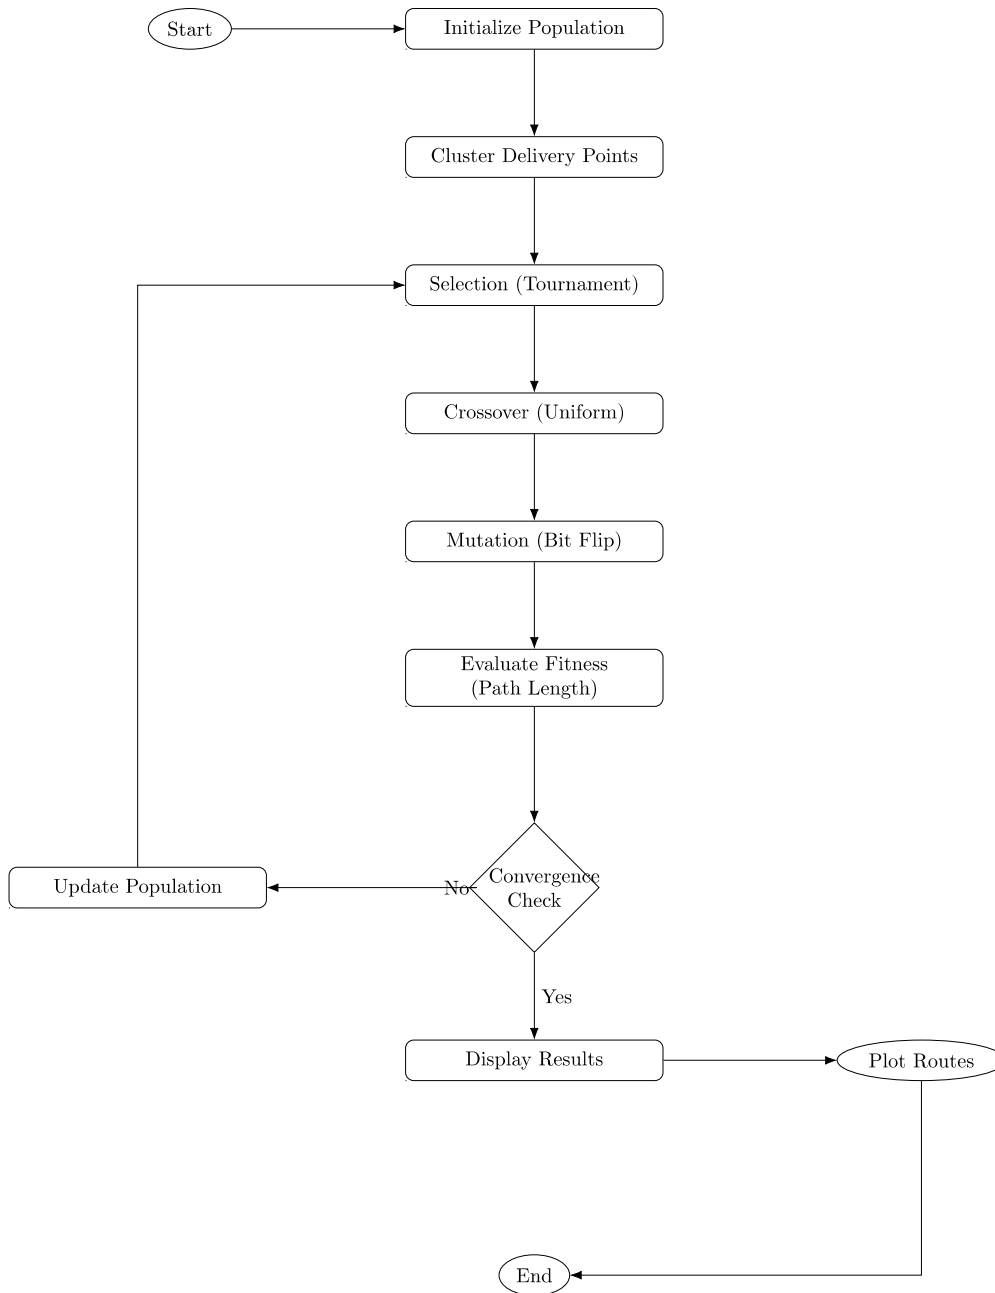 Start
Initialize Population
Cluster Delivery Points
Selection (Tournament)
Crossover (Uniform)
Mutation (Bit Flip)
Evaluate Fitness
(Path Length)
Convergence
Check
No
Update Population
Yes
Display Results
Plot Routes
End